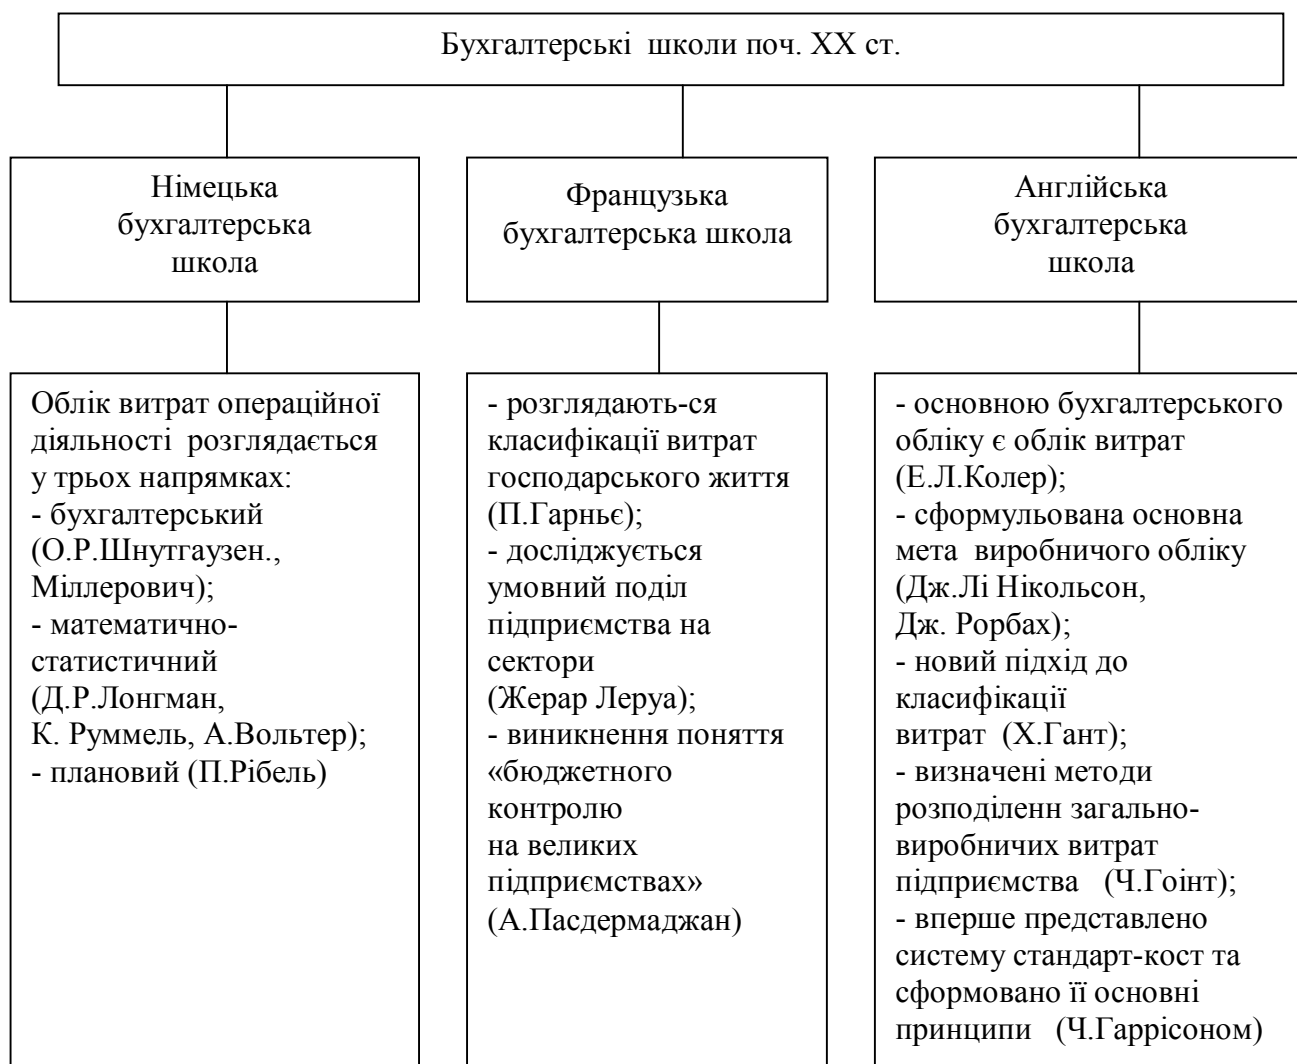 Бухгалтерські школи поч. ХХ ст.
Німецька
бухгалтерська
школа
Французька
бухгалтерська школа
Англійська
бухгалтерська
школа
Облік витрат операційної
діяльності розглядається
у трьох напрямках:
- бухгалтерський
(О.Р.Шнутгаузен.,
Міллерович);
- математично-
статистичний
(Д.Р.Лонгман,
К. Руммель, А.Вольтер);
- плановий (П.Рібель)
- розглядають-ся
класифікації витрат
господарського життя
(П.Гарньє);
- досліджується
умовний поділ
підприємства на
сектори
(Жерар Леруа);
- виникнення поняття
«бюджетного
контролю
на великих
підприємствах»
(А.Пасдермаджан)
- основною бухгалтерського
обліку є облік витрат
(Е.Л.Колер);
- сформульована основна
мета виробничого обліку
(Дж.Лі Нікольсон,
Дж. Рорбах);
- новий підхід до
класифікації
витрат (Х.Гант);
- визначені методи
розподіленн загально-
виробничих витрат
підприємства (Ч.Гоінт);
- вперше представлено
систему стандарт-кост та
сформовано її основні
принципи (Ч.Гаррісоном)